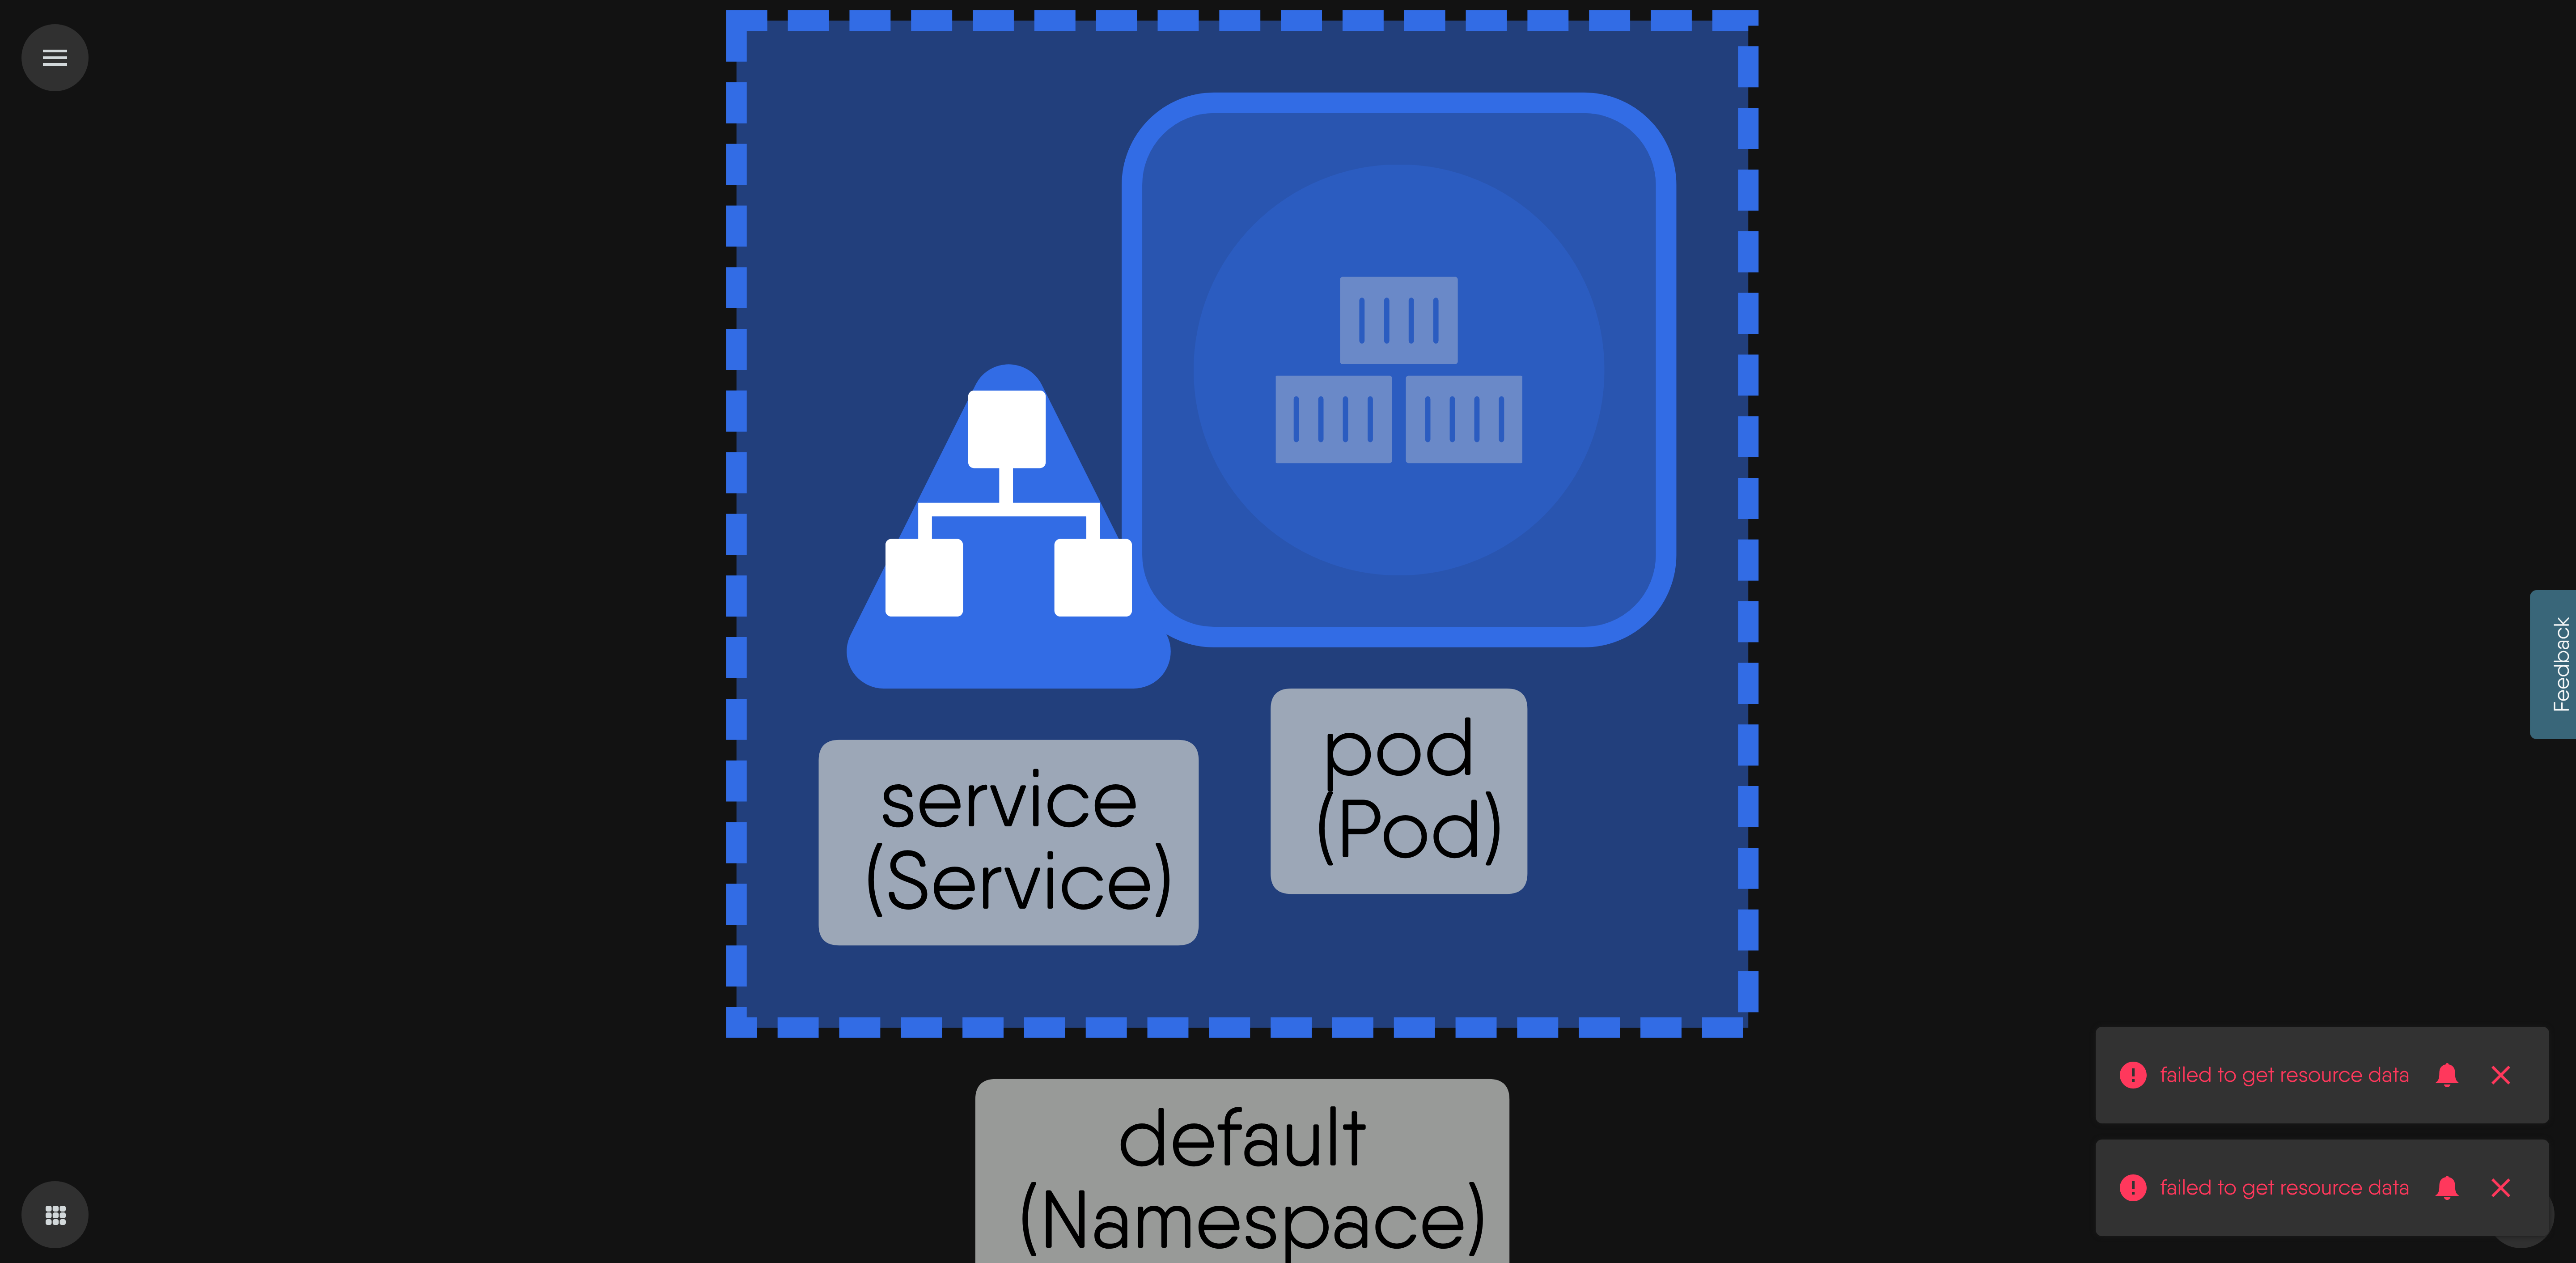 service
(Service)
pod
(Pod)
default
(Namespace)
Feedback
failed to get resource data
failed to get resource data